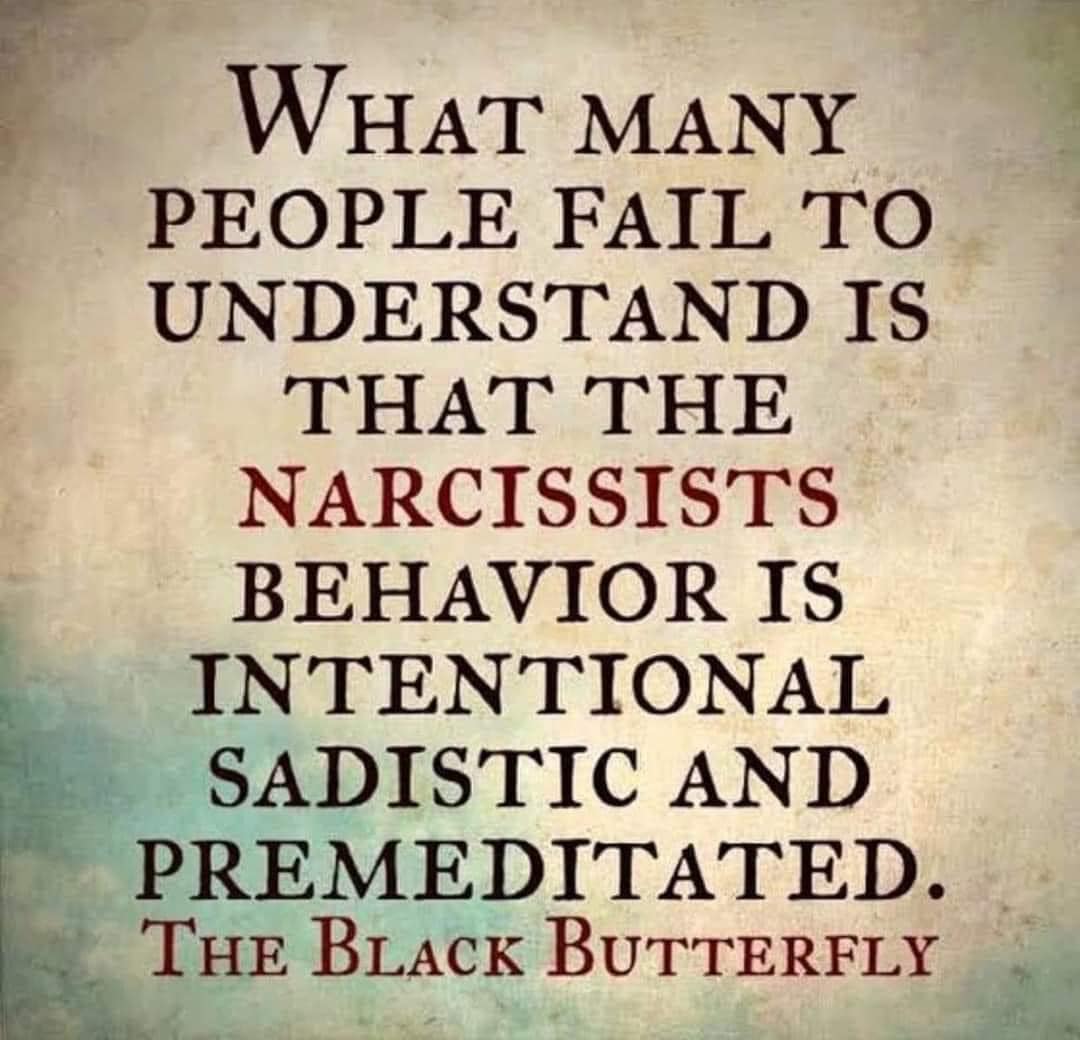 What many
people fail to
understand is
that the
narcissists
behavior is
intentional
sadistic and
premeditated.
The Black Butterfly